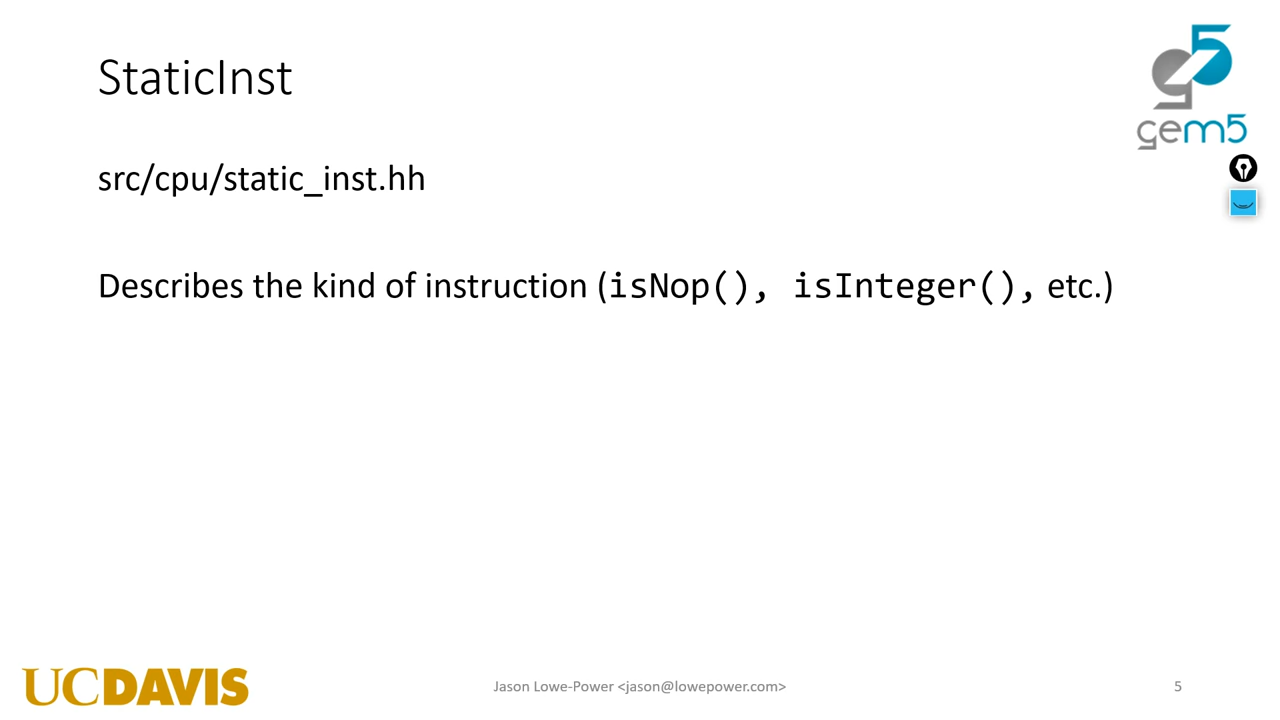 StaticInst
gem5
src/cpu/static_inst.hh
Describes the kind of instruction (isNop(), isInteger(), etc.)
UCDAVIS
Jason Lowe-Power <jason@lowepower.com>
5